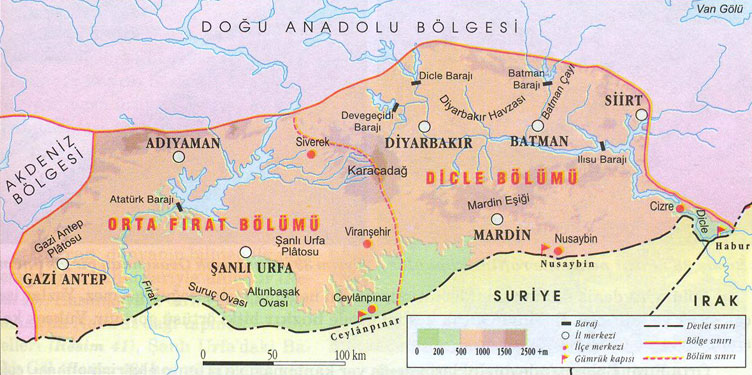 Van Gölü
DOĞU ANADOLU BÖLGESİ
Dicle Barajı
Batman
Barajı
Batman Çayı
Diyarbakır Havzası
SİİRT
Devegeçidi
Barajı
DİYARBAKIR
BATMAN
Ilısu Barajı
AKDENİZ
BÖLGESİ
ADIYAMAN
Siverek
Karacadağ
DİCLE BÖLÜMÜ
Atatürk Barajı
ORTA FIRAT BÖLÜMÜ
Mardin Eşiği
Cizre
Dicle
Gazi Antep
Plâtosu
Şanlı Urfa
Plâtosu
Viranşehir
MARDİN
Nusaybin
Habur
GAZİ ANTEP
ŞANLI URFA
Nusaybin
Fırat
Suruç Ovası
Altınbaşak
Ovası
Ceylânpınar
Ceylânpınar
SURİYE
IRAK
0
50
100 km
0 200 500 1000 1500 2500 +m
Baraj
İl merkezi
İlçe merkezi
Gümrük kapısı
Devlet sınırı
Bölge sınırı
Bölüm sınırı